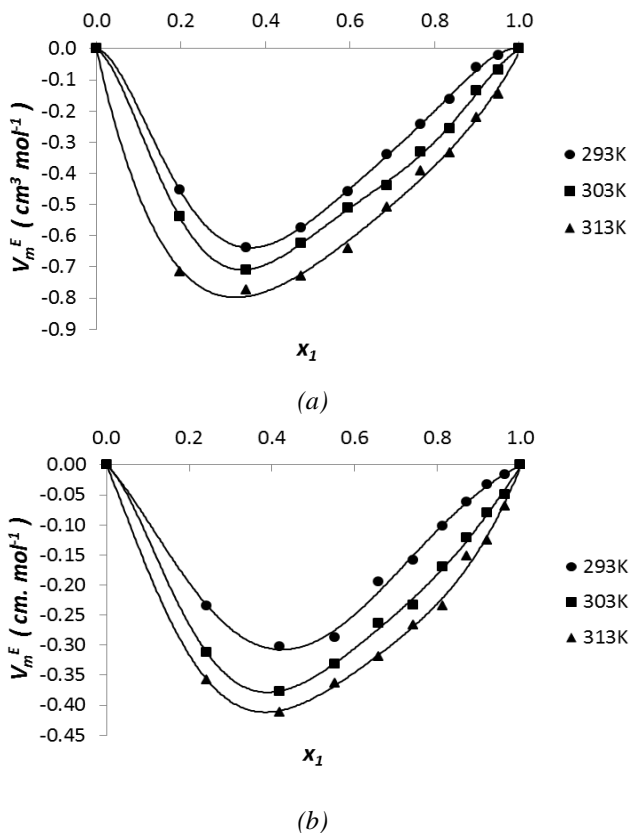 0.0 0.2 0.4 0.6 0.8 1.0
0.0
-0.1
-0.2
-0.3
-0.4
-0.5
-0.6
-0.7
-0.8
-0.9
V_m^E ( cm³ mol⁻¹ )
x₁
293K
303K
313K
(a)
0.0 0.2 0.4 0.6 0.8 1.0
0.00
-0.05
-0.10
-0.15
-0.20
-0.25
-0.30
-0.35
-0.40
-0.45
V_m^E ( cm. mol⁻¹ )
x₁
293K
303K
313K
(b)